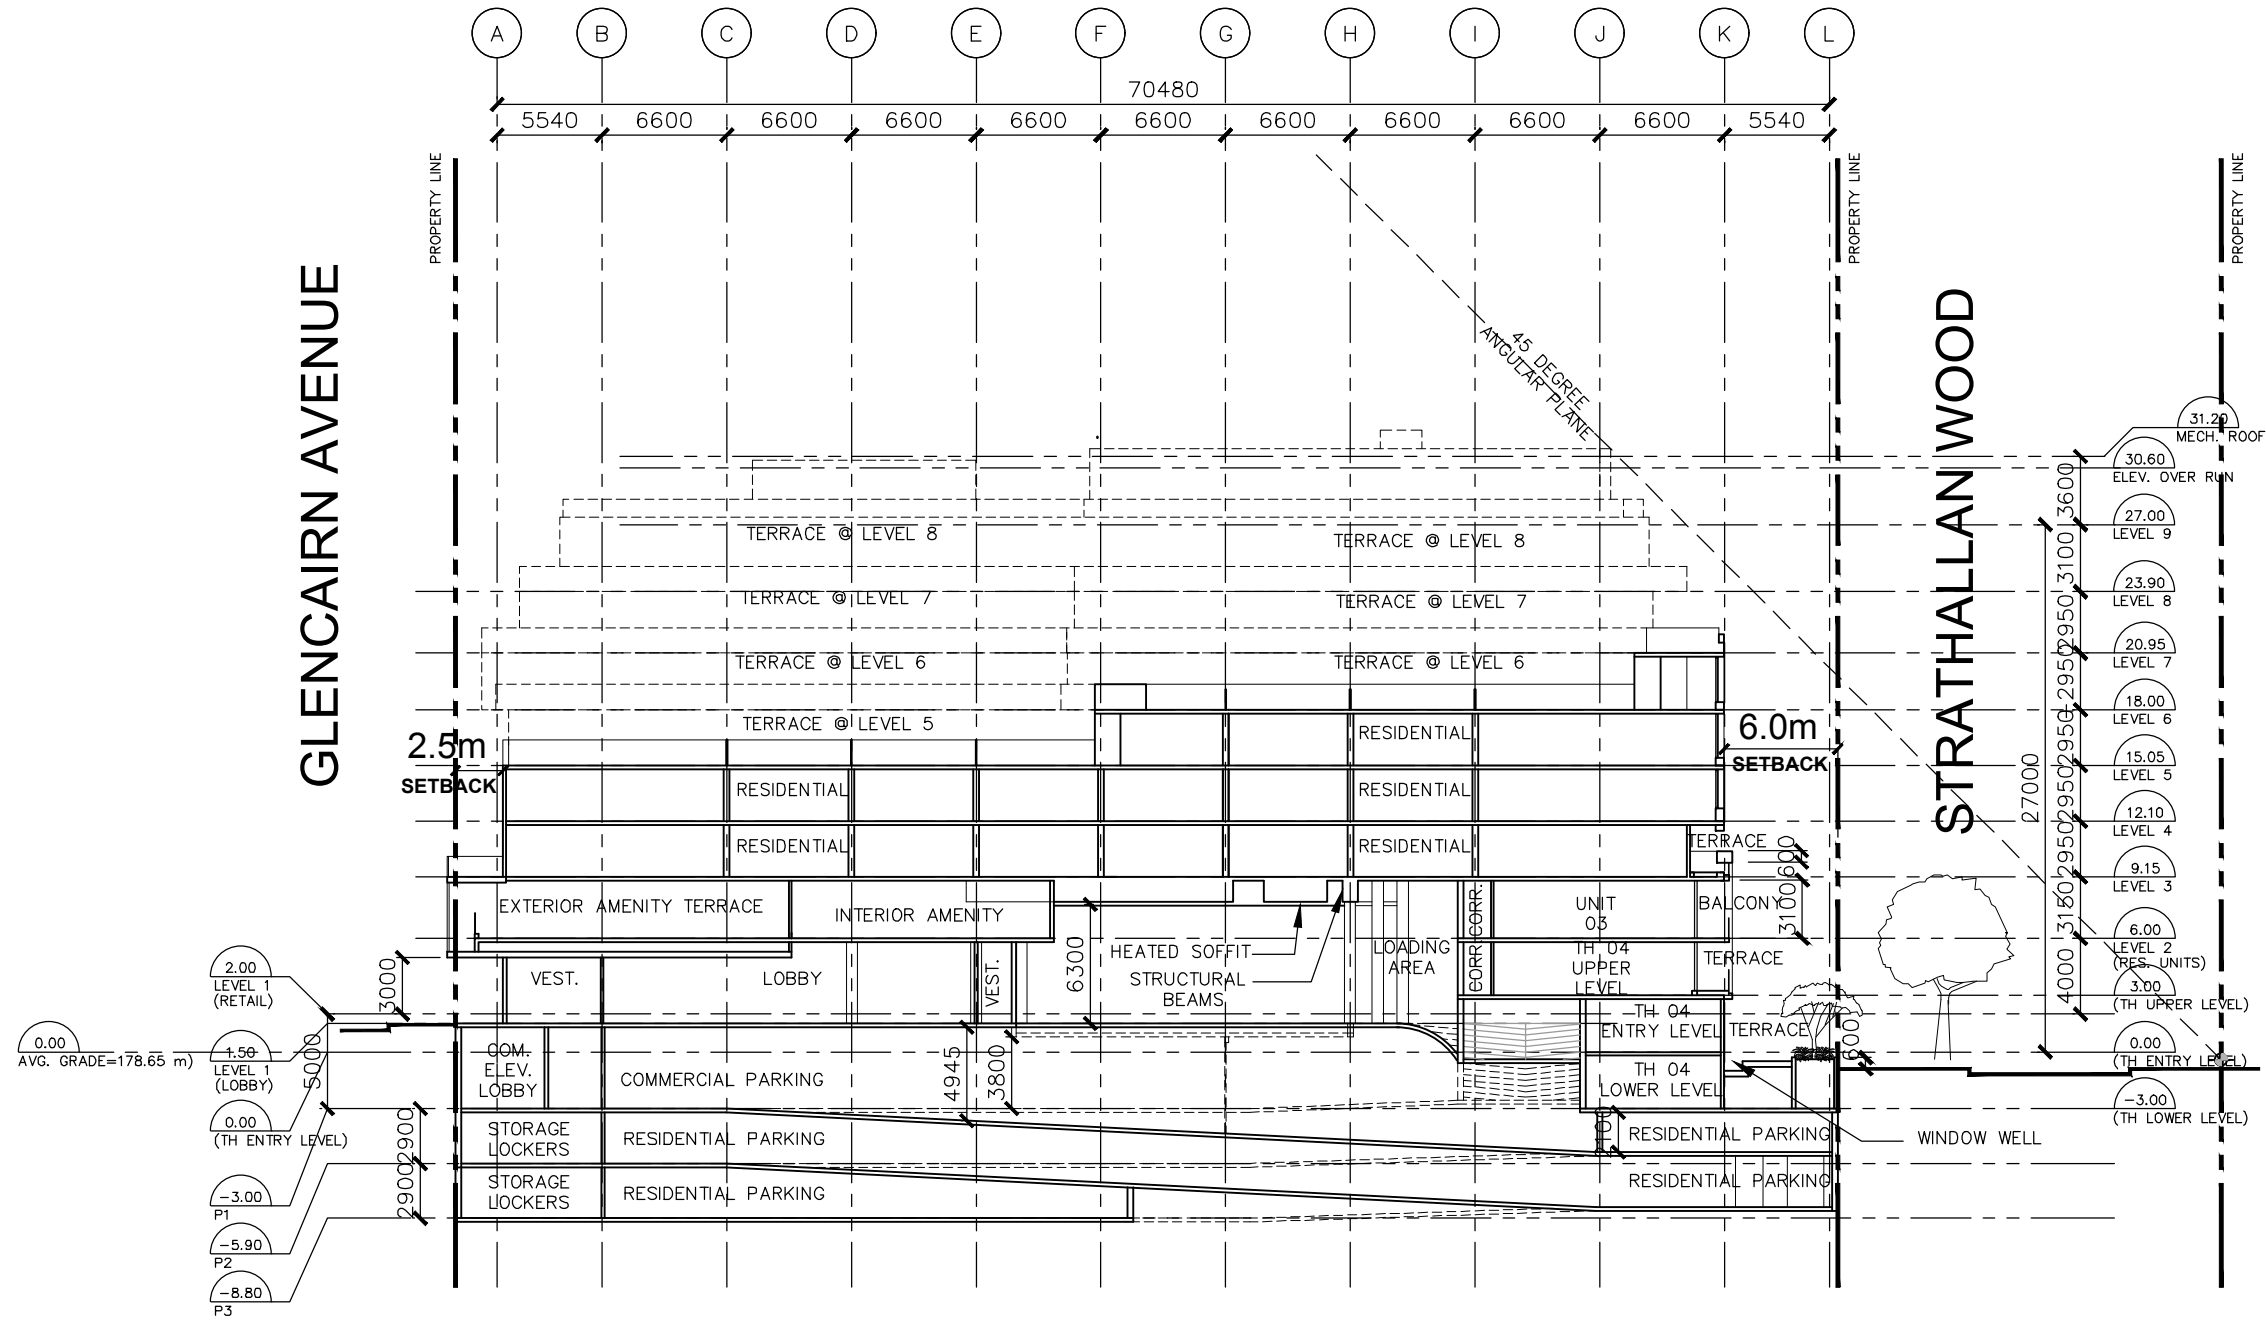 A B C D E F G H I J K L
70480
5540 6600 6600 6600 6600 6600 6600 6600 6600 6600 5540
PROPERTY LINE
PROPERTY LINE
PROPERTY LINE
GLENCAIRN AVENUE
STRATHALLAN WOOD
45 DEGREE
ANGULAR PLANE
31.20
MECH. ROOF
30.60
ELEV. OVER RUN
27.00
LEVEL 9
23.90
LEVEL 8
20.95
LEVEL 7
18.00
LEVEL 6
15.05
LEVEL 5
12.10
LEVEL 4
9.15
LEVEL 3
6.00
LEVEL 2
(RES. UNITS)
3.00
(TH UPPER LEVEL)
0.00
(TH ENTRY LEVEL)
-3.00
(TH LOWER LEVEL)
3600
3100
2950
2950
2950
2950
2950
3150
4000
27000
TERRACE @ LEVEL 8
TERRACE @ LEVEL 8
TERRACE @ LEVEL 7
TERRACE @ LEVEL 7
TERRACE @ LEVEL 6
TERRACE @ LEVEL 6
TERRACE @ LEVEL 5
2.5m
SETBACK
6.0m
SETBACK
RESIDENTIAL
RESIDENTIAL
RESIDENTIAL
RESIDENTIAL
RESIDENTIAL
TERRACE
600
3100
EXTERIOR AMENITY TERRACE
INTERIOR AMENITY
UNIT
03
BALCONY
CORR.
CORR.
HEATED SOFFIT
STRUCTURAL
BEAMS
LOADING
AREA
TH 04
UPPER
LEVEL
TERRACE
VEST.
LOBBY
VEST.
6300
3000
TH 04
ENTRY LEVEL
TERRACE
600
2.00
LEVEL 1
(RETAIL)
0.00
AVG. GRADE=178.65 m)
1.50
LEVEL 1
(LOBBY)
0.00
(TH ENTRY LEVEL)
-3.00
P1
-5.90
P2
-8.80
P3
5000
2900
2900
COM.
ELEV.
LOBBY
COMMERCIAL PARKING
4945
3800
TH 04
LOWER LEVEL
STORAGE
LOCKERS
RESIDENTIAL PARKING
RESIDENTIAL PARKING
WINDOW WELL
STORAGE
LOCKERS
RESIDENTIAL PARKING
RESIDENTIAL PARKING